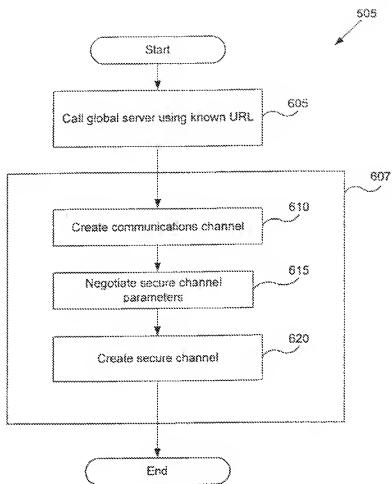 505
Start
Call global server using known URL
605
607
Create communications channel
610
Negotiate secure channel
parameters
615
Create secure channel
620
End